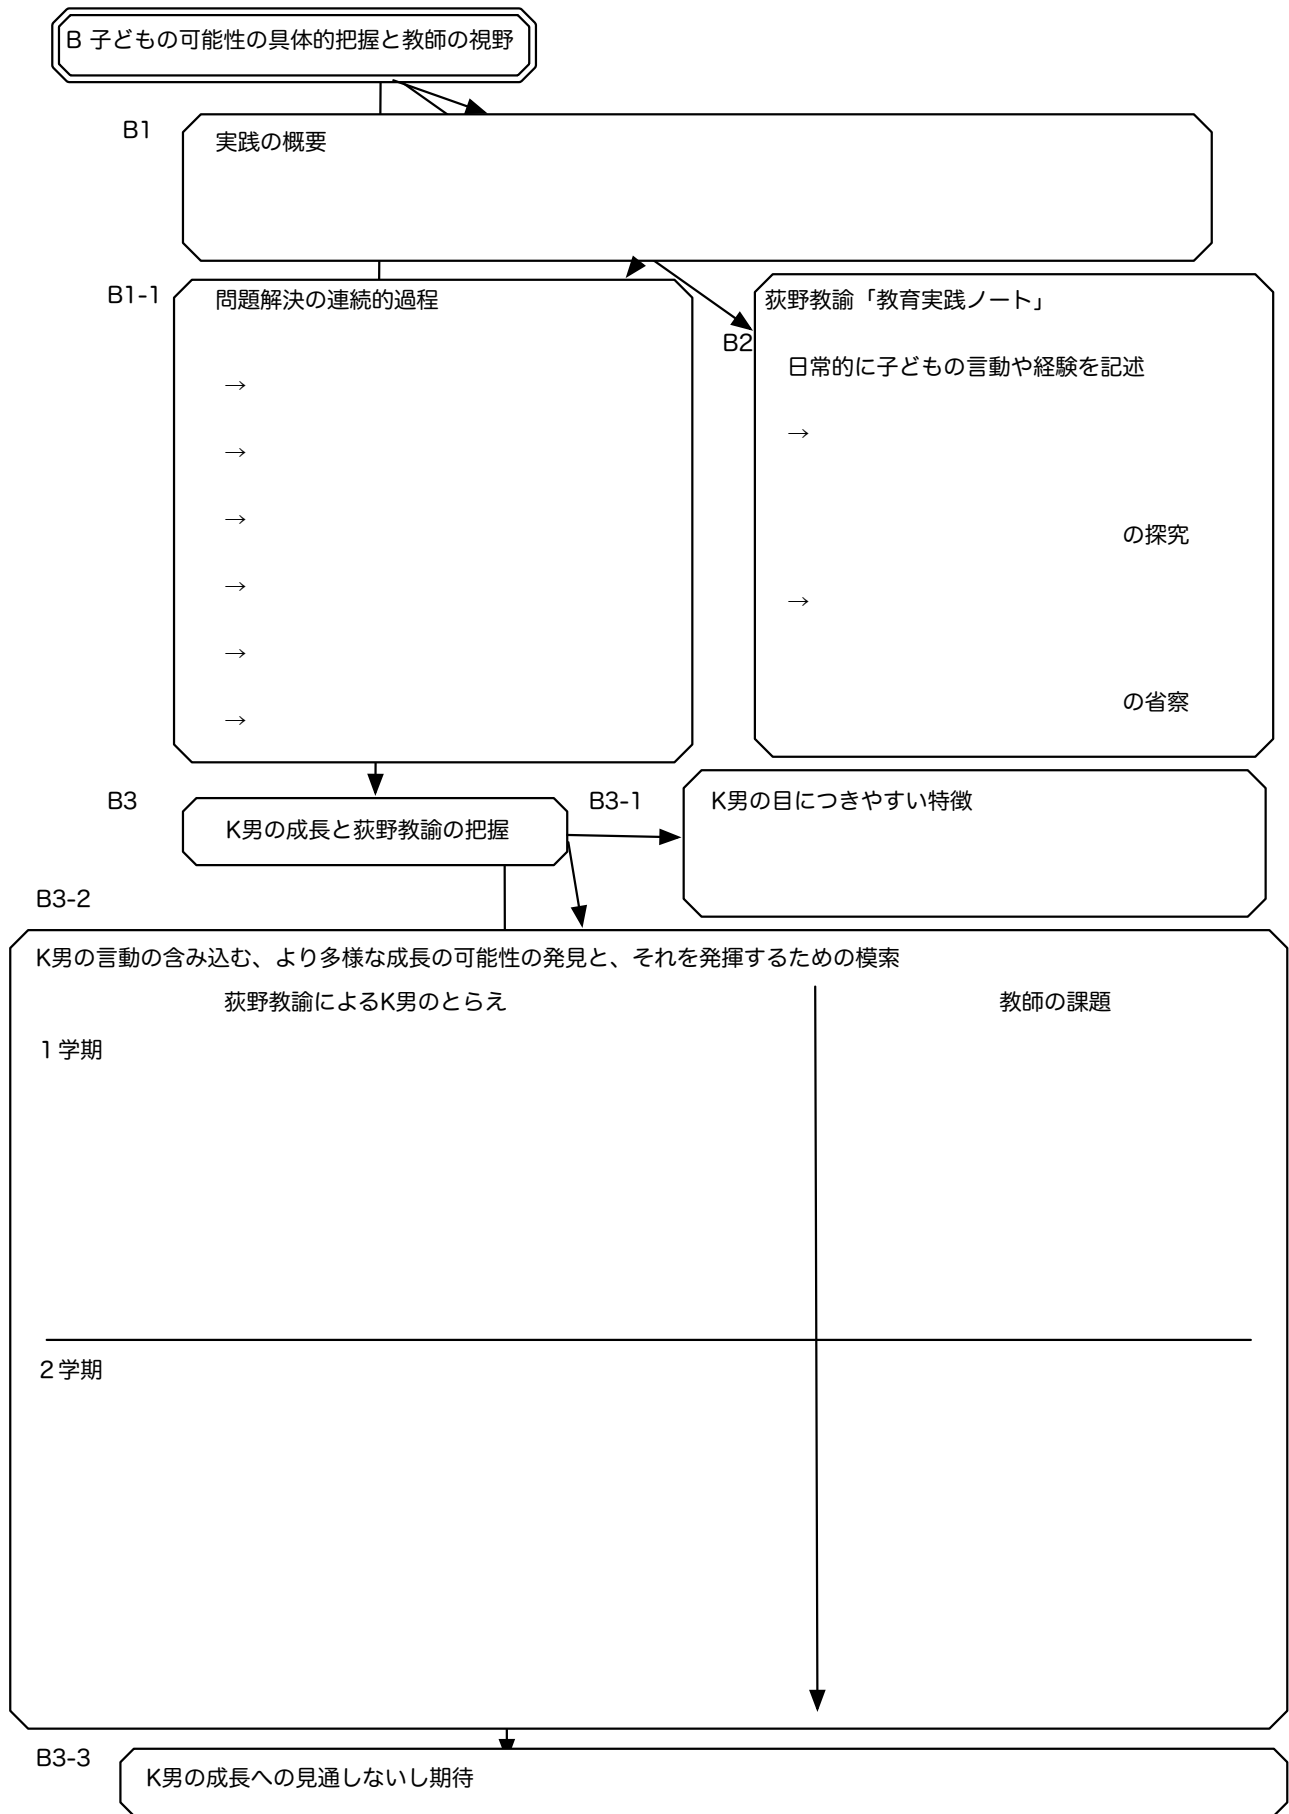 B 子どもの可能性の具体的把握と教師の視野
B1
実践の概要
B1-1
問題解決の連続的過程
→
→
→
→
→
→
B2
荻野教諭「教育実践ノート」
日常的に子どもの言動や経験を記述
→
の探究
→
の省察
B3
K男の成長と荻野教諭の把握
B3-1
K男の目につきやすい特徴
B3-2
K男の言動の含み込む、より多様な成長の可能性の発見と、それを発揮するための模索
荻野教諭によるK男のとらえ
教師の課題
1学期
2学期
B3-3
K男の成長への見通しないし期待